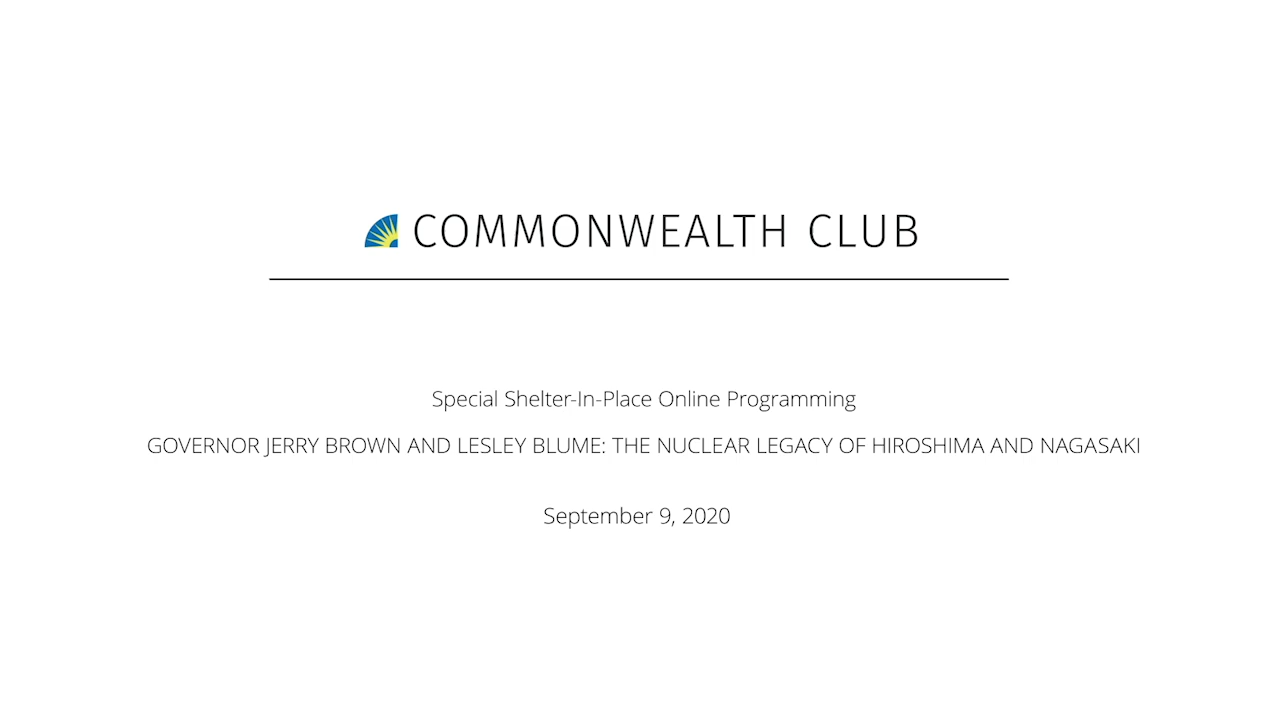 COMMONWEALTH CLUB
Special Shelter-In-Place Online Programming
GOVERNOR JERRY BROWN AND LESLEY BLUME: THE NUCLEAR LEGACY OF HIROSHIMA AND NAGASAKI
September 9, 2020